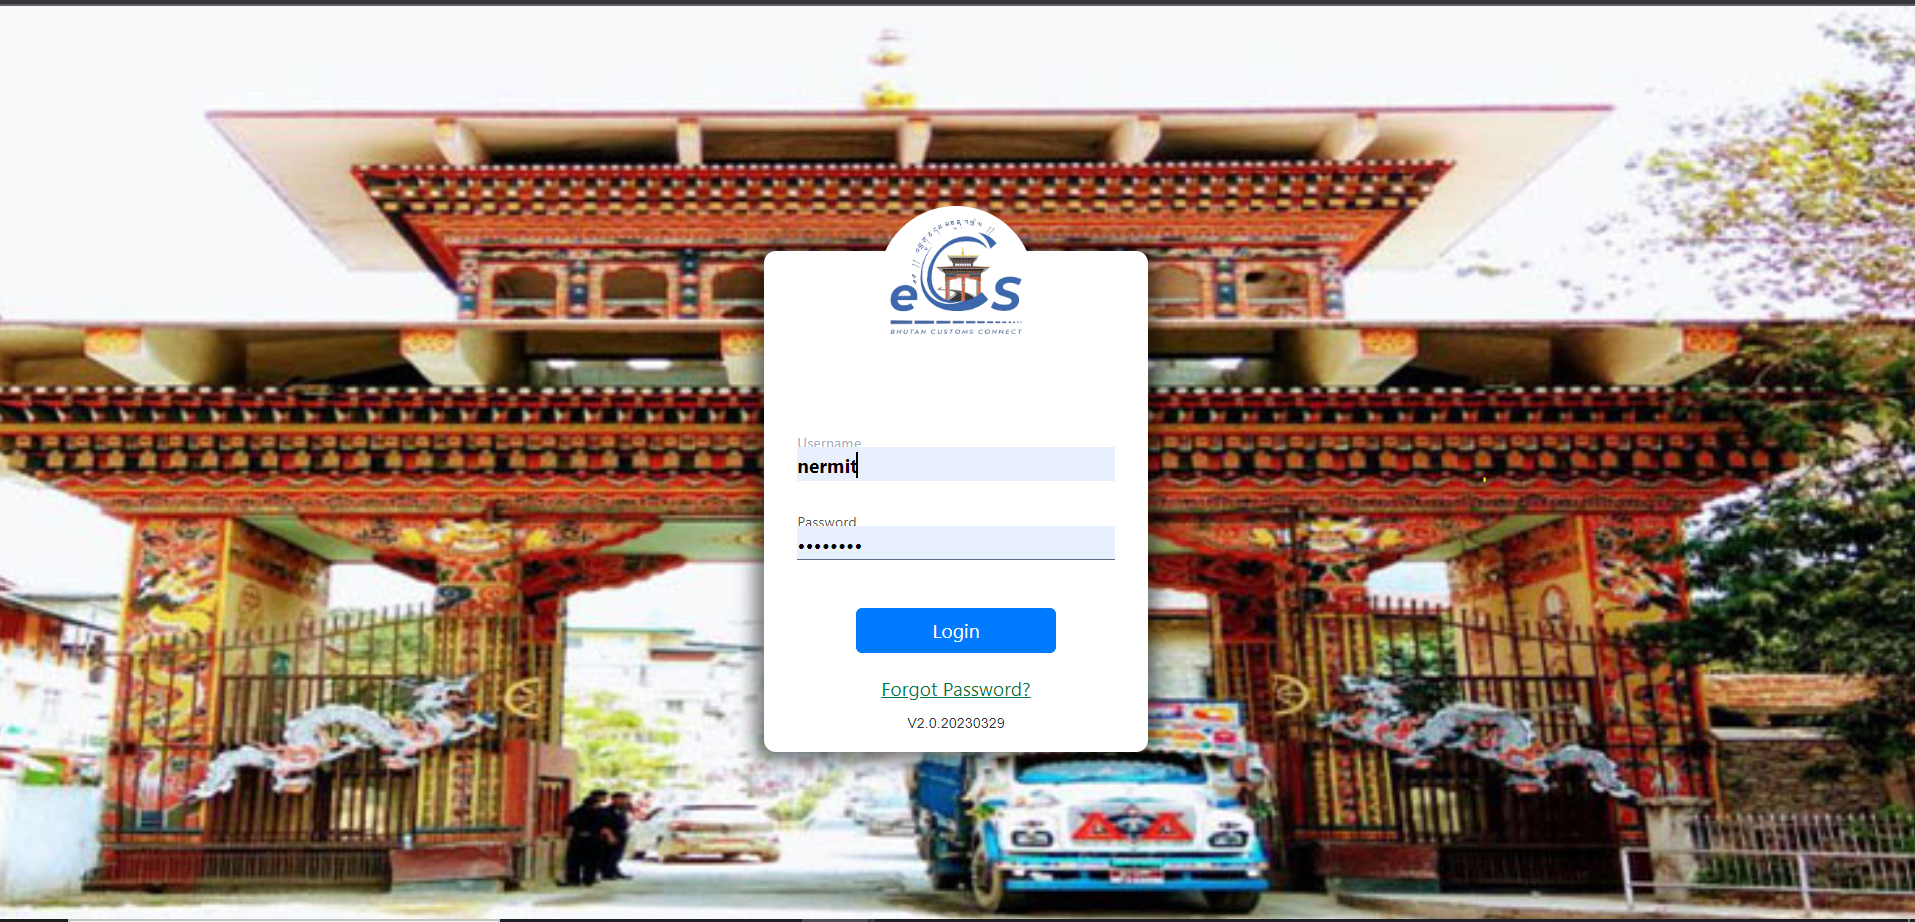 eCS
BHUTAN CUSTOMS CONNECT
Username
nermit
Password
Login
Forgot Password?
V2.0.20230329